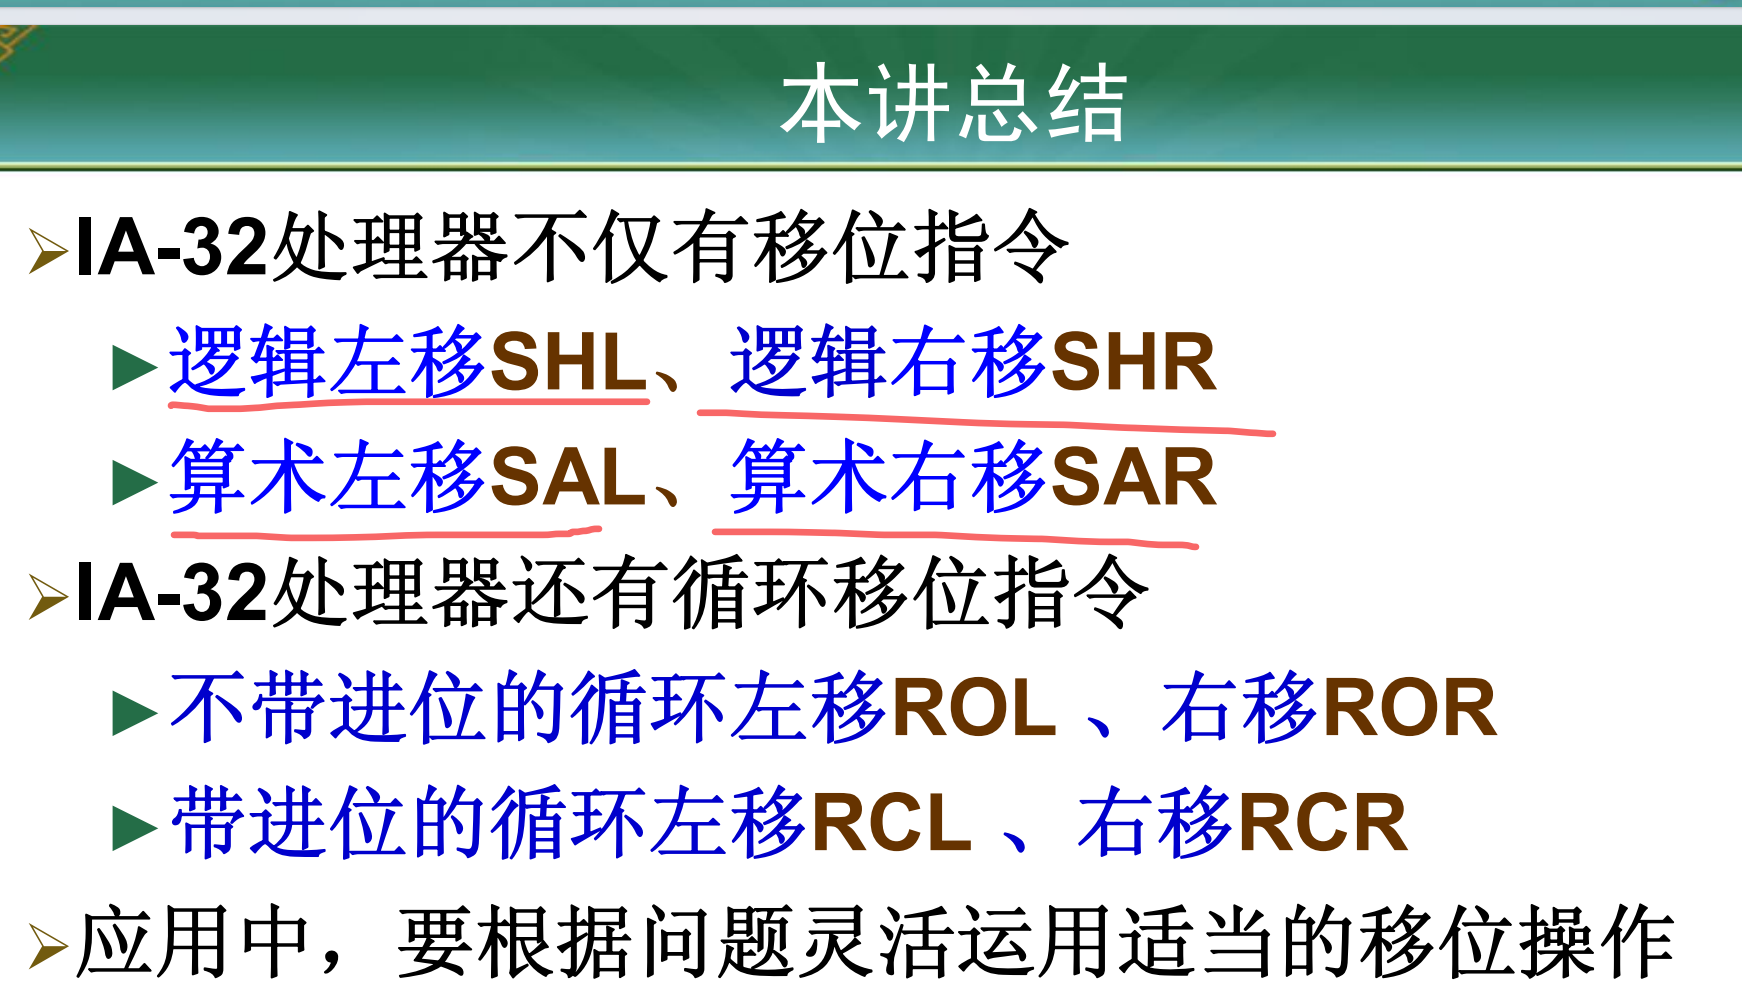 本讲总结
IA-32处理器不仅有移位指令
逻辑左移SHL、逻辑右移SHR
算术左移SAL、算术右移SAR
IA-32处理器还有循环移位指令
不带进位的循环左移ROL 、右移ROR
带进位的循环左移RCL 、右移RCR
应用中，要根据问题灵活运用适当的移位操作